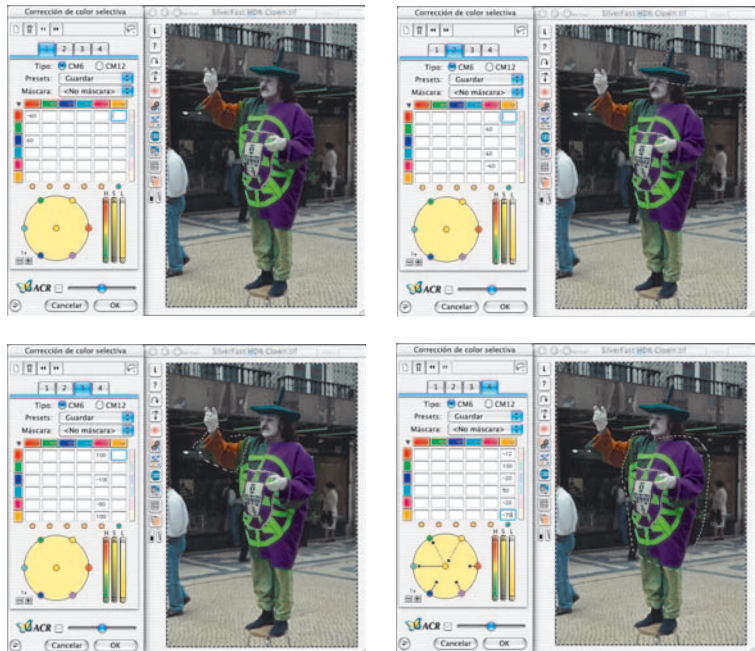 Corrección de color selectiva
SilverFast HDR Clown.tif
1 2 3 4
Tipo: CM6 CM12
Presets: Guardar
Máscara: <No máscara>
-60
60
H S L
1x
ACR
Cancelar OK
Corrección de color selectiva
SilverFast HDR Clown.tif
1 2 3 4
Tipo: CM6 CM12
Presets: Guardar
Máscara: <No máscara>
60
60
-60
H S L
1x
ACR
Cancelar OK
Corrección de color selectiva
SilverFast HDR Clown.tif
1 2 3 4
Tipo: CM6 CM12
Presets: Guardar
Máscara: <No máscara>
100
100
H S L
1x
ACR
Cancelar OK
Corrección de color selectiva
SilverFast HDR Clown.tif
1 2 3 4
Tipo: CM6 CM12
Presets: Guardar
Máscara: <No máscara>
-12
100
-20
50
-20
H S L
1x
ACR
Cancelar OK